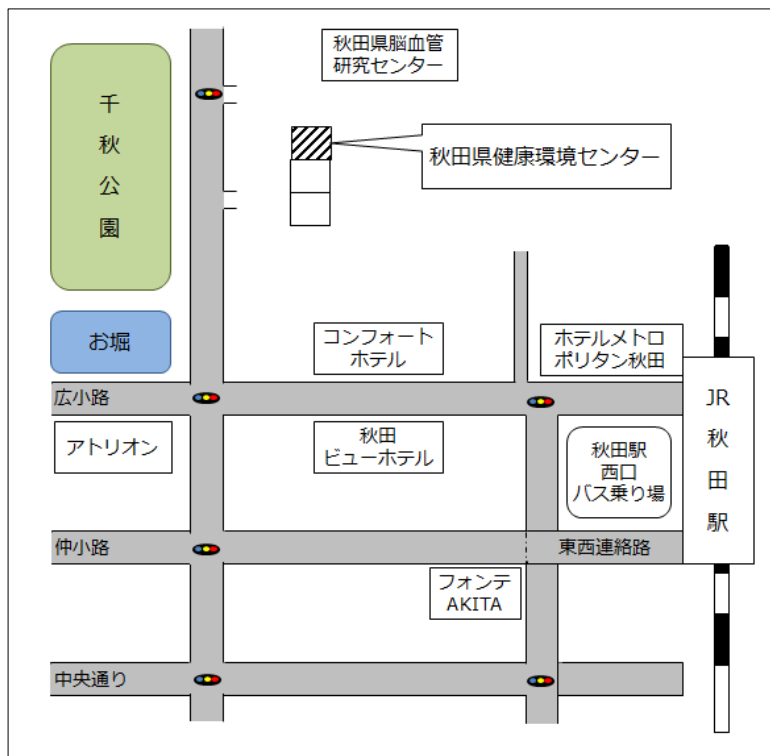 秋田県脳血管
研究センター
千
秋
公
園
秋田県健康環境センター
お堀
コンフォート
ホテル
ホテルメトロ
ポリタン秋田
広小路
JR
秋
田
駅
アトリオン
秋田
ビューホテル
秋田駅
西口
バス乗り場
仲小路
東西連絡路
フォンテ
AKITA
中央通り